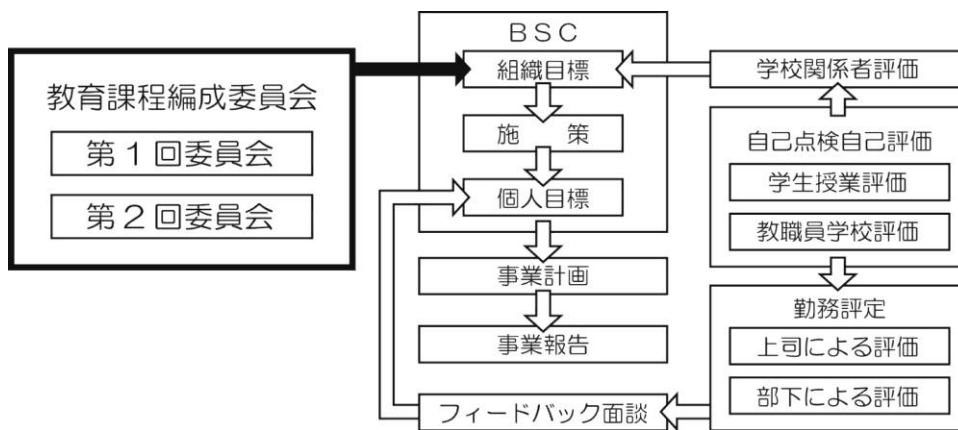 教育課程編成委員会
第1回委員会
第2回委員会
BSC
組織目標
施　策
個人目標
事業計画
事業報告
フィードバック面談
学校関係者評価
自己点検自己評価
学生授業評価
教職員学校評価
勤務評定
上司による評価
部下による評価